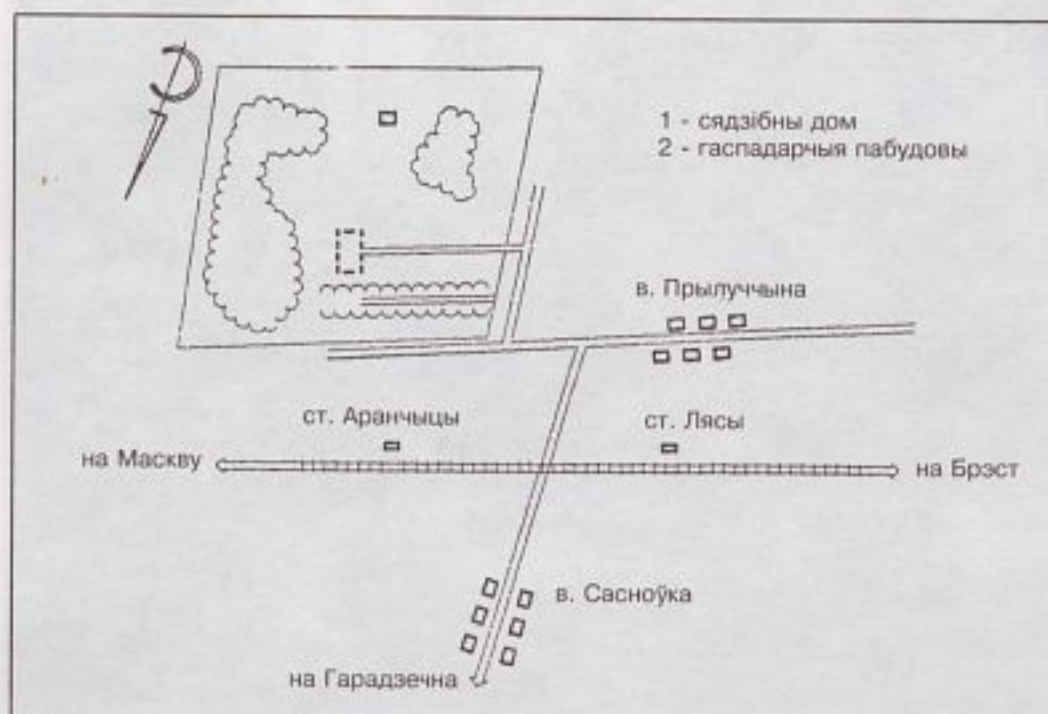 1 - сядзібны дом
2 - гаспадарчыя пабудовы
в. Прылуччына
ст. Аранчыцы
ст. Лясы
на Маскву
на Брэст
в. Сасноўка
на Гарадзечна